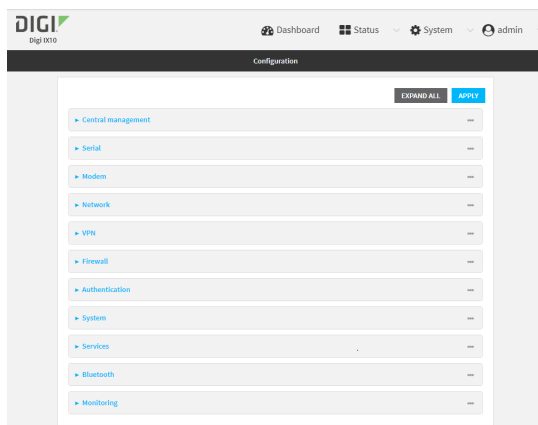 DIGI
Digi IX10
Dashboard Status System admin
Configuration
EXPAND ALL APPLY
Central management
Serial
Modem
Network
VPN
Firewall
Authentication
System
Services
Bluetooth
Monitoring